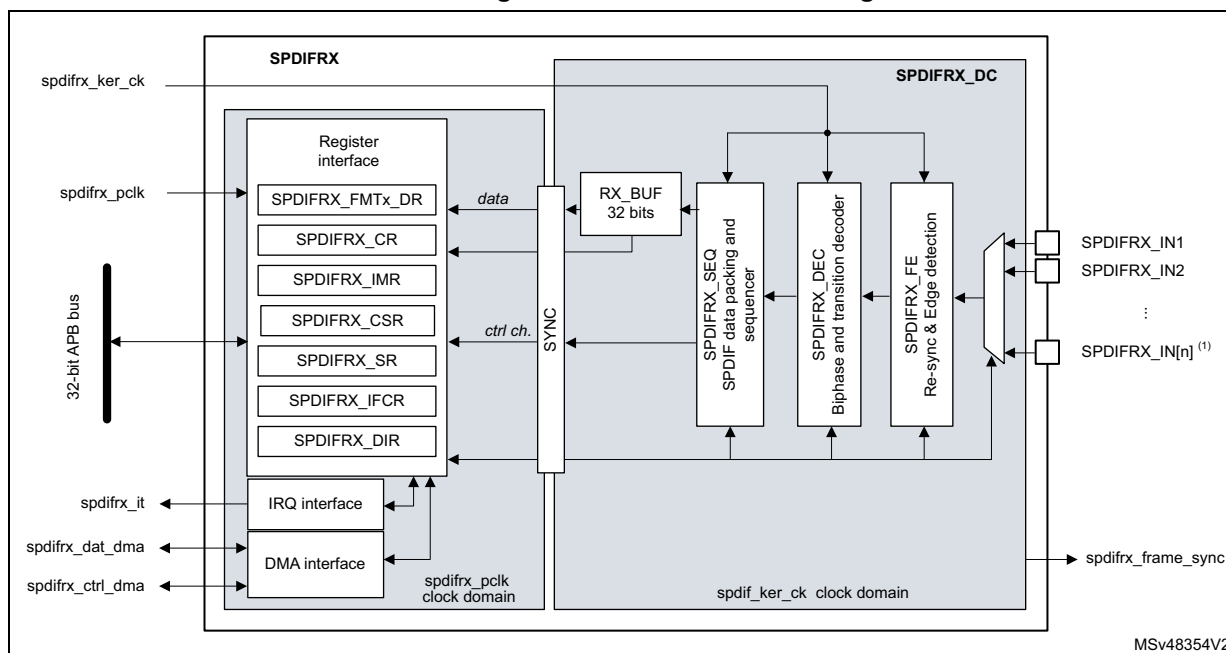 SPDIFRX
SPDIFRX_DC
spdifrx_ker_ck
Register
interface
spdifrx_pclk
SPDIFRX_FMTx_DR
SPDIFRX_CR
SPDIFRX_IMR
SPDIFRX_CSR
SPDIFRX_SR
SPDIFRX_IFCR
SPDIFRX_DIR
32-bit APB bus
data
ctrl ch.
SYNC
RX_BUF
32 bits
SPDIFRX_SEQ
SPDIF data packing and
sequencer
SPDIFRX_DEC
Biphase and transition decoder
SPDIFRX_FE
Re-sync & Edge detection
SPDIFRX_IN1
SPDIFRX_IN2
...
SPDIFRX_IN[n] (1)
spdifrx_it
IRQ interface
spdifrx_dat_dma
DMA interface
spdifrx_ctrl_dma
spdifrx_pclk
clock domain
spdif_ker_ck clock domain
spdifrx_frame_sync
MSv48354V2